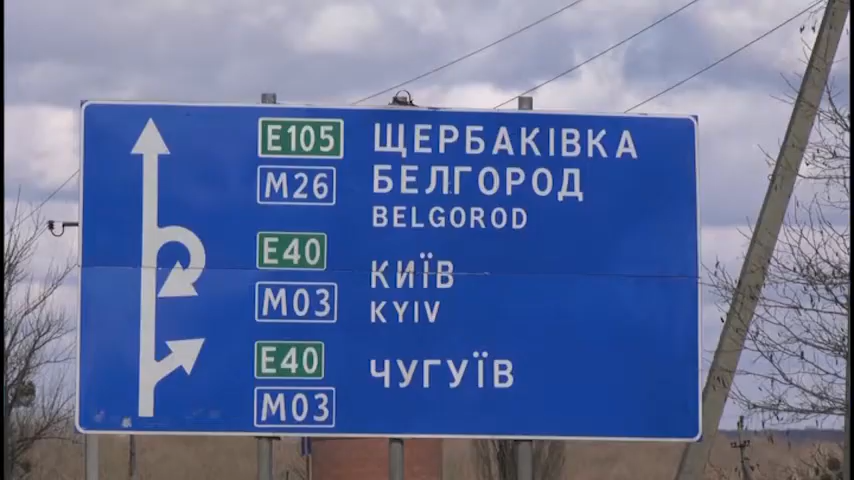 E105 ЩЕРБАКІВКА
M26 БЕЛГОРОД
BELGOROD
E40 КИЇВ
M03 KYIV
E40 ЧУГУЇВ
M03